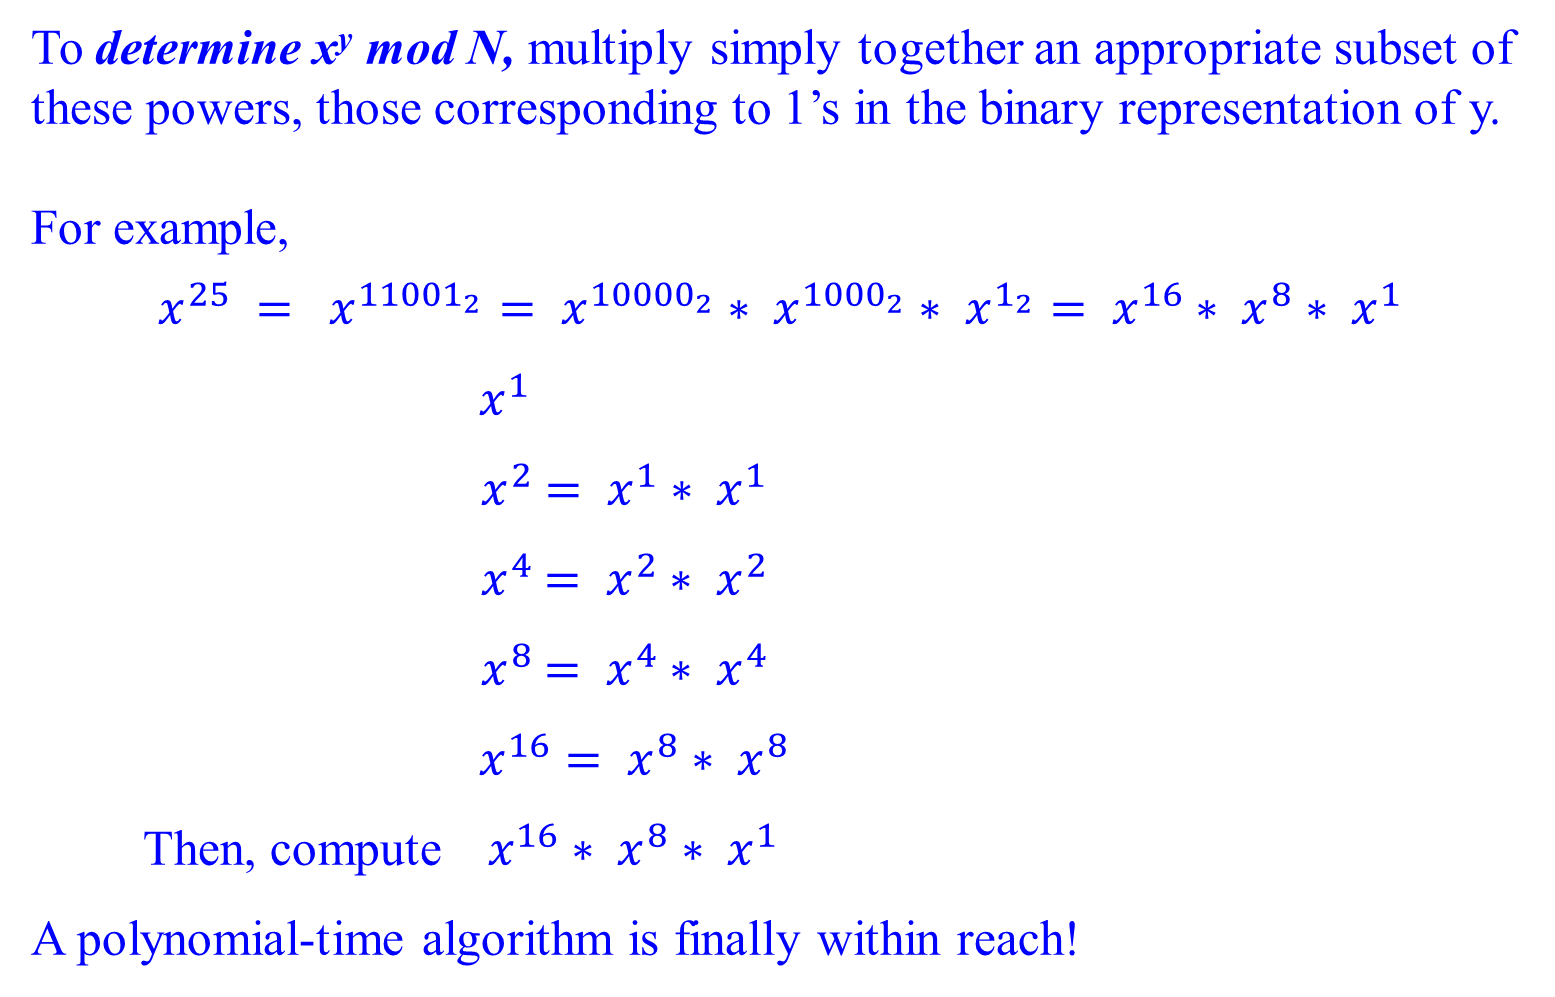 To determine xʸ mod N, multiply simply together an appropriate subset of
these powers, those corresponding to 1’s in the binary representation of y.
For example,
x²⁵ = x¹¹⁰⁰¹₂ = x¹⁰⁰⁰⁰₂ * x¹⁰⁰⁰₂ * x¹₂ = x¹⁶ * x⁸ * x¹
x¹
x² = x¹ * x¹
x⁴ = x² * x²
x⁸ = x⁴ * x⁴
x¹⁶ = x⁸ * x⁸
Then, compute x¹⁶ * x⁸ * x¹
A polynomial-time algorithm is finally within reach!